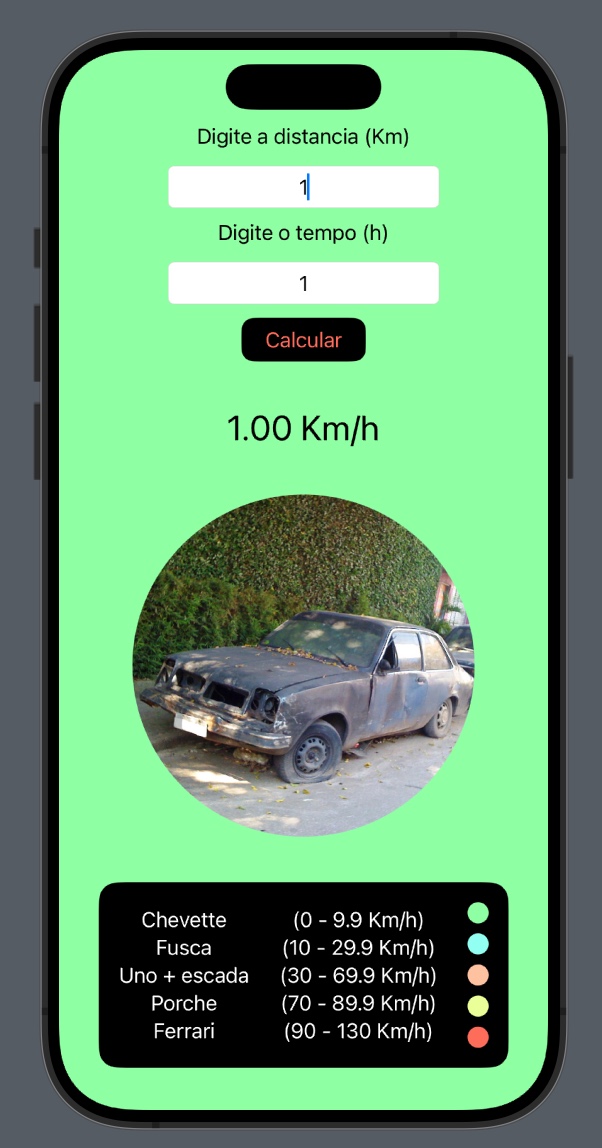 Digite a distancia (Km)
1
Digite o tempo (h)
1
Calcular
1.00 Km/h
Chevette (0 - 9.9 Km/h)
Fusca (10 - 29.9 Km/h)
Uno + escada (30 - 69.9 Km/h)
Porche (70 - 89.9 Km/h)
Ferrari (90 - 130 Km/h)